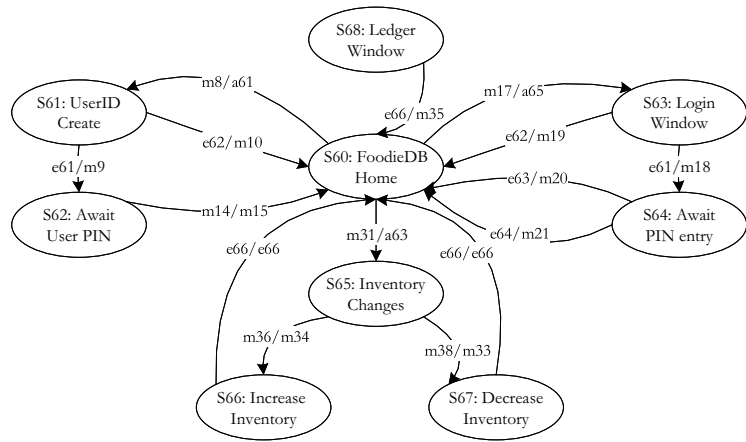 S68: Ledger
Window
m8/a61
m17/a65
S61: UserID
Create
S63: Login
Window
e66/m35
e62/m10
e62/m19
S60: FoodieDB
Home
e61/m9
e61/m18
e63/m20
S62: Await
User PIN
m14/m15
S64: Await
PIN entry
m31/a63
e64/m21
e66/e66
e66/e66
S65: Inventory
Changes
m36/m34
m38/m33
S66: Increase
Inventory
S67: Decrease
Inventory